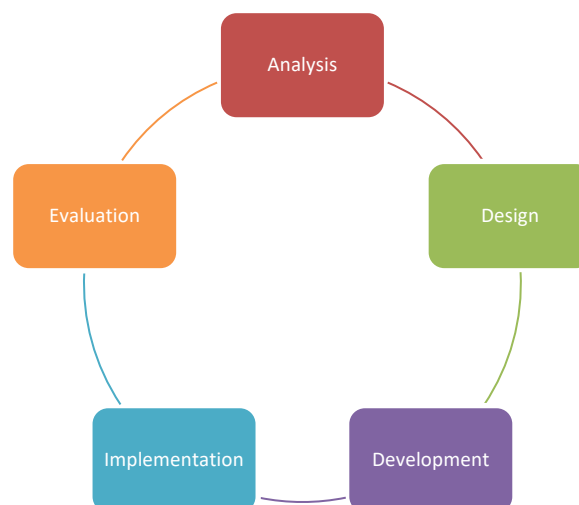 Analysis
Design
Development
Implementation
Evaluation